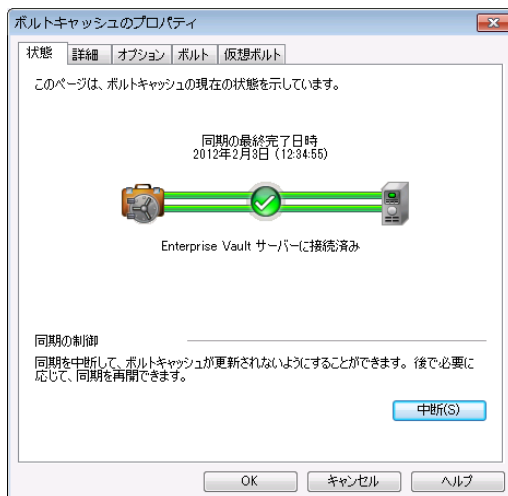 ボルトキャッシュのプロパティ
状態
詳細
オプション
ボルト
仮想ボルト
このページは、ボルトキャッシュの現在の状態を示しています。
同期の最終完了日時
2012年2月3日 (12:34:55)
Enterprise Vault サーバーに接続済み
同期の制御
同期を中断して、ボルトキャッシュが更新されないようにすることができます。後で必要に
応じて、同期を再開できます。
中断(S)
OK
キャンセル
ヘルプ